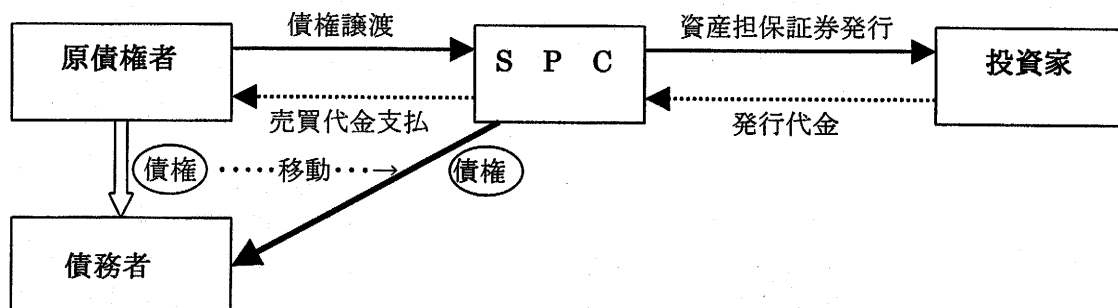 債権譲渡
資産担保証券発行
原債権者
S P C
投資家
売買代金支払
発行代金
債権 ・・・・・移動・・・→ 債権
債務者